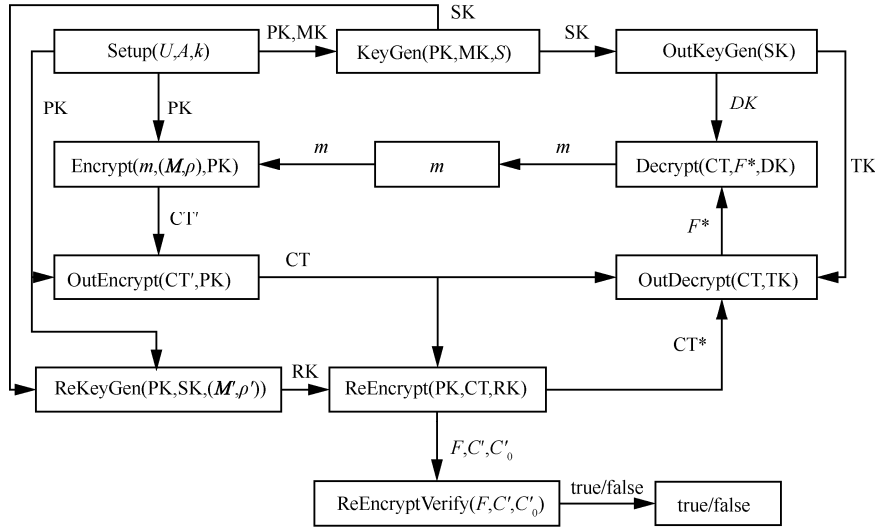 SK
PK,MK
SK
Setup(U,A,k)
KeyGen(PK,MK,S)
OutKeyGen(SK)
PK
PK
DK
m
m
TK
Encrypt(m,(M,ρ),PK)
m
Decrypt(CT,F*,DK)
CT′
F*
CT
OutEncrypt(CT′,PK)
OutDecrypt(CT,TK)
CT*
RK
ReKeyGen(PK,SK,(M′,ρ′))
ReEncrypt(PK,CT,RK)
F,C′,C′₀
true/false
ReEncryptVerify(F,C′,C′₀)
true/false